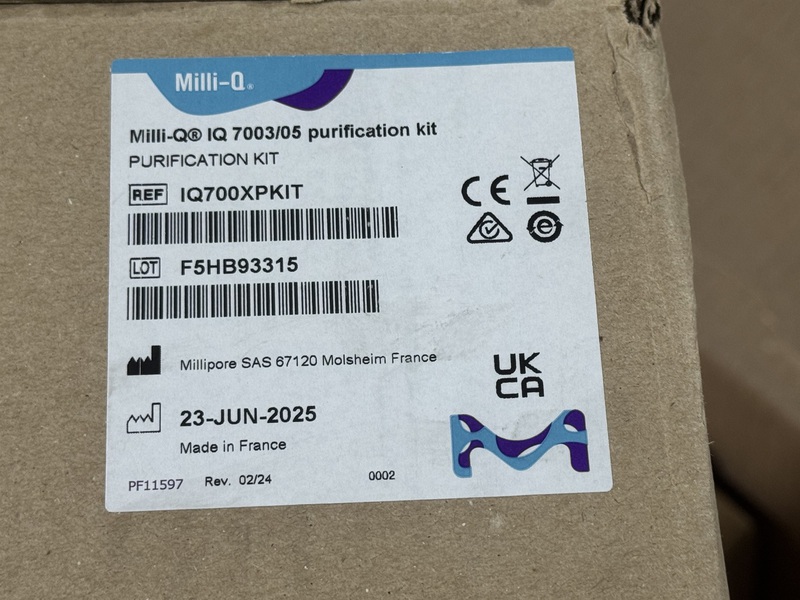 Milli-Q®
Milli-Q® IQ 7003/05 purification kit
PURIFICATION KIT
REF IQ700XPKIT
LOT F5HB93315
Millipore SAS 67120 Molsheim France
23-JUN-2025
Made in France
PF11597 Rev. 02/24 0002
CE
e
UK
CA
M